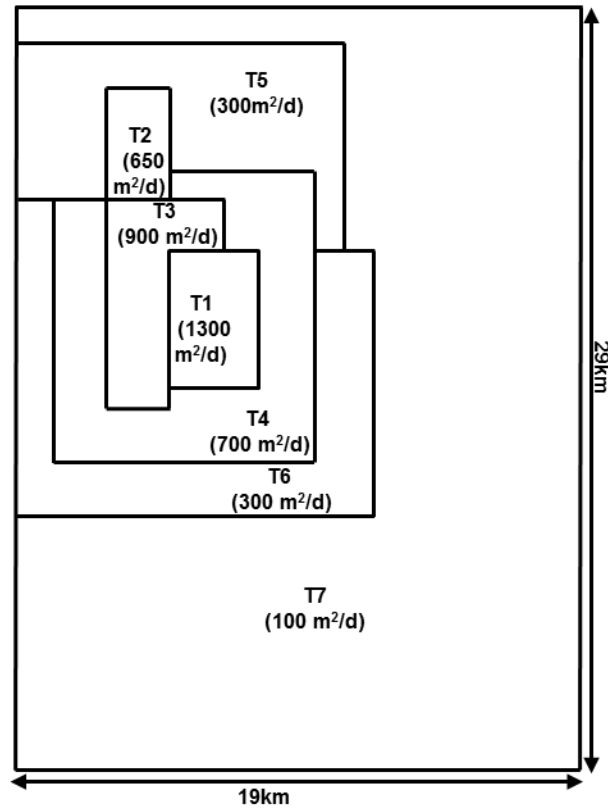 T5
(300m²/d)
T2
(650
m²/d)
T3
(900 m²/d)
T1
(1300
m²/d)
T4
(700 m²/d)
T6
(300 m²/d)
T7
(100 m²/d)
29km
19km